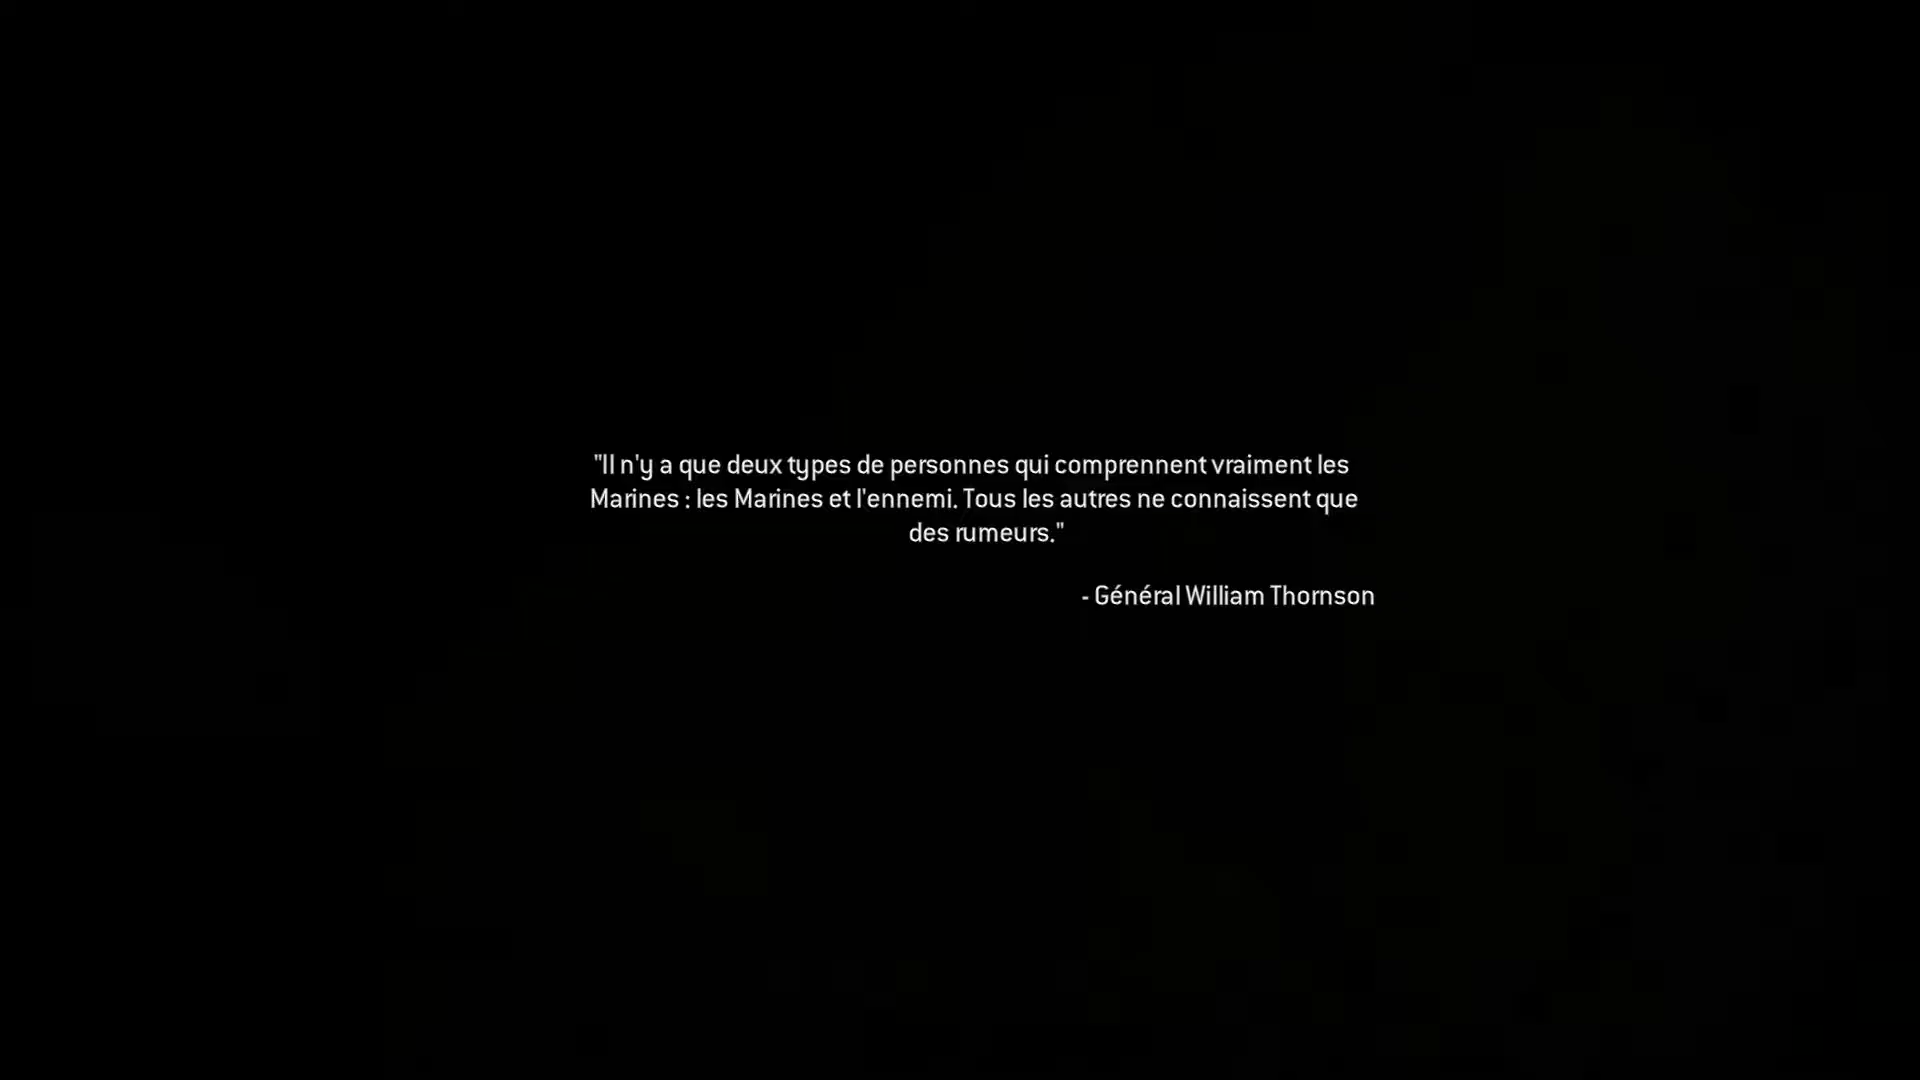 "Il n'y a que deux types de personnes qui comprennent vraiment les
Marines : les Marines et l'ennemi. Tous les autres ne connaissent que
des rumeurs."
- Général William Thornson